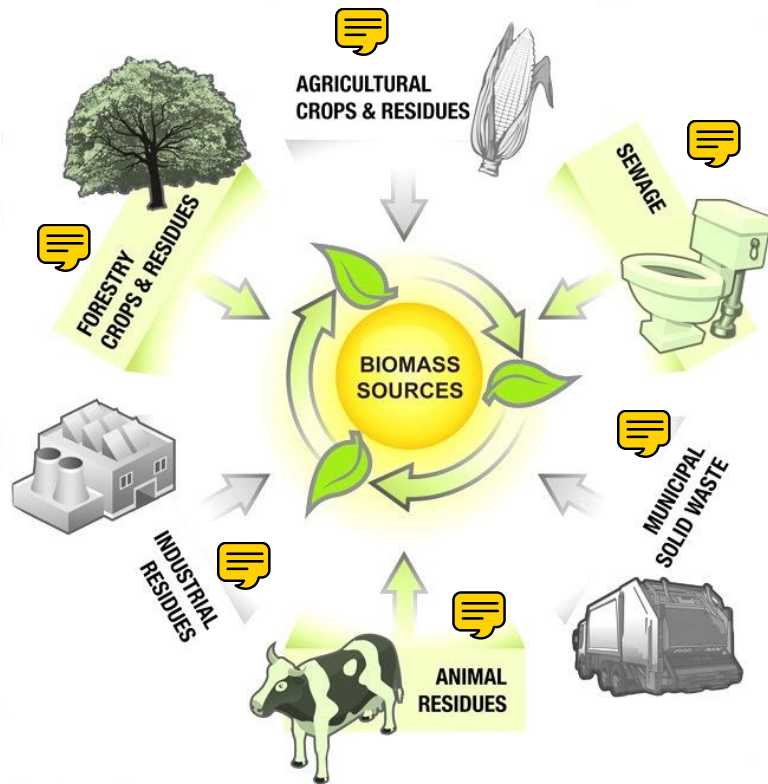 AGRICULTURAL
CROPS & RESIDUES
SEWAGE
FORESTRY
CROPS & RESIDUES
BIOMASS
SOURCES
MUNICIPAL
SOLID WASTE
INDUSTRIAL
RESIDUES
ANIMAL
RESIDUES